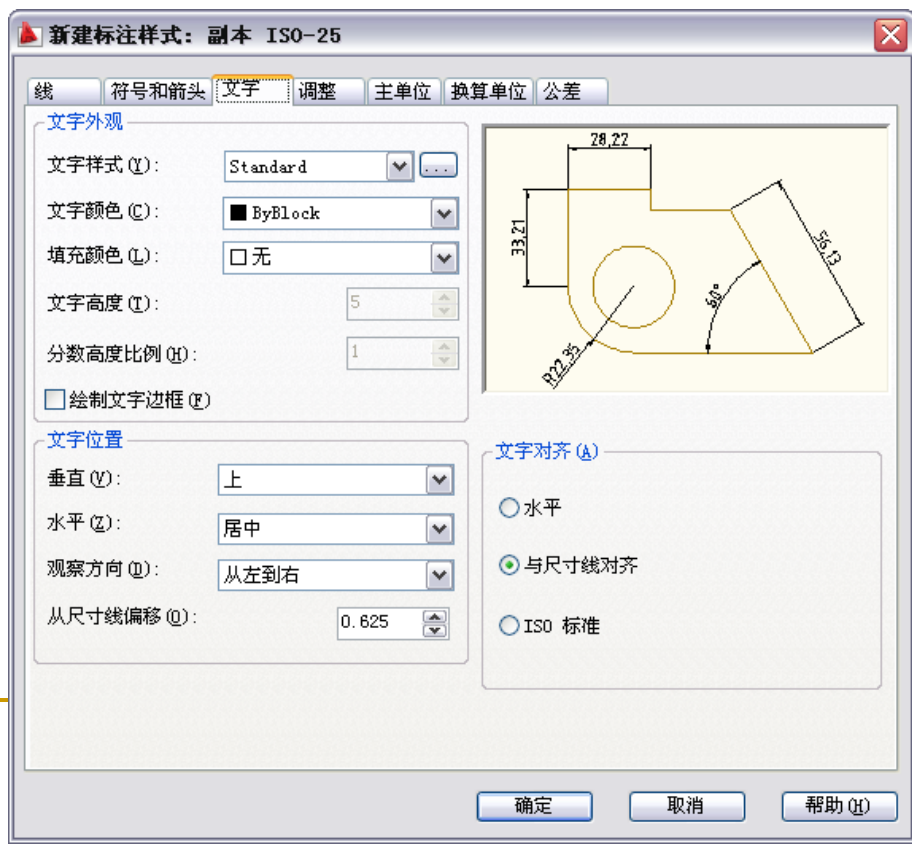 新建标注样式: 副本 ISO-25
线 符号和箭头 文字 调整 主单位 换算单位 公差
文字外观
文字样式(Y): Standard ...
文字颜色(C): ByBlock
填充颜色(L): 无
文字高度(T): 5
分数高度比例(H): 1
绘制文字边框(F)
28,22
33,21
56,13
60°
R22,35
文字位置
垂直(V): 上
水平(Z): 居中
观察方向(D): 从左到右
从尺寸线偏移(O): 0.625
文字对齐(A)
水平
与尺寸线对齐
ISO 标准
确定 取消 帮助(H)